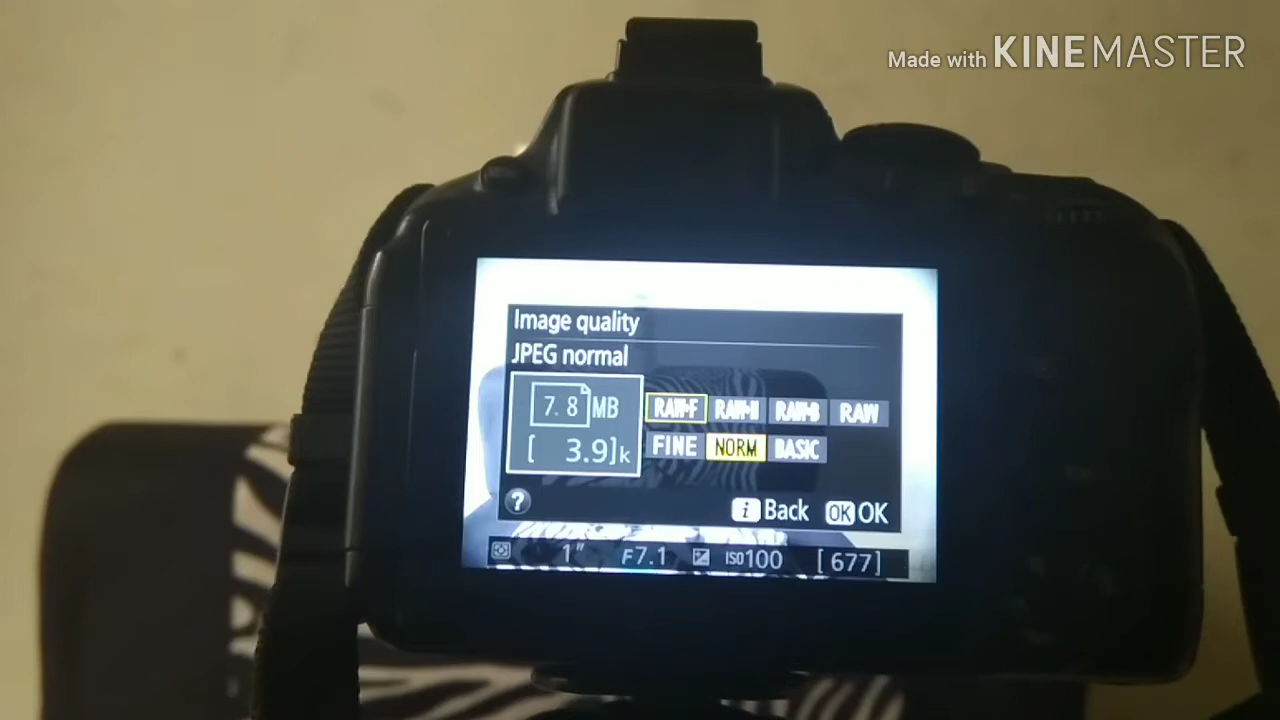 Made with KINEMASTER
Image quality
JPEG normal
7.8 MB
[ 3.9]k
RAW+F RAW+N RAW+B RAW
FINE NORM BASIC
? i Back OK OK
1" F7.1 ISO100 [677]